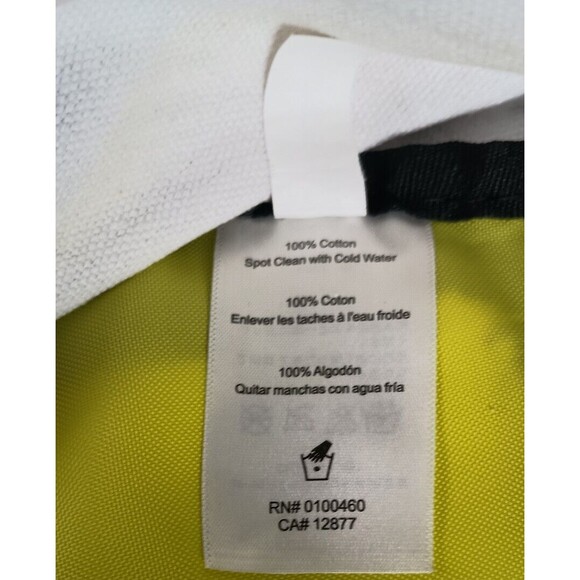 100% Cotton
Spot Clean with Cold Water
100% Coton
Enlever les taches à l'eau froide
100% Algodón
Quitar manchas con agua fría
RN# 0100460
CA# 12877